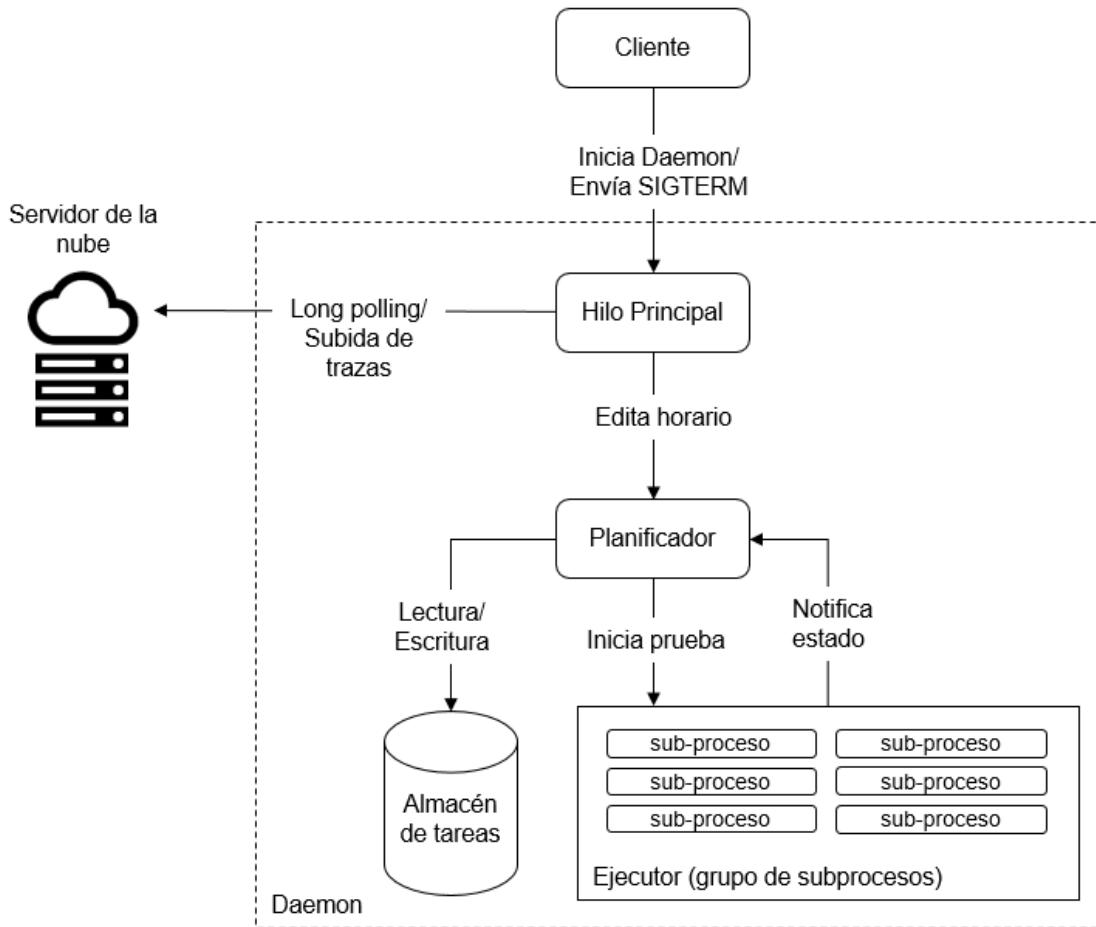 Cliente
Inicia Daemon/
Envía SIGTERM
Servidor de la
nube
Long polling/
Subida de
trazas
Hilo Principal
Edita horario
Planificador
Lectura/
Escritura
Inicia prueba
Notifica
estado
Almacén
de tareas
sub-proceso
sub-proceso
sub-proceso
sub-proceso
sub-proceso
sub-proceso
Ejecutor (grupo de subprocesos)
Daemon